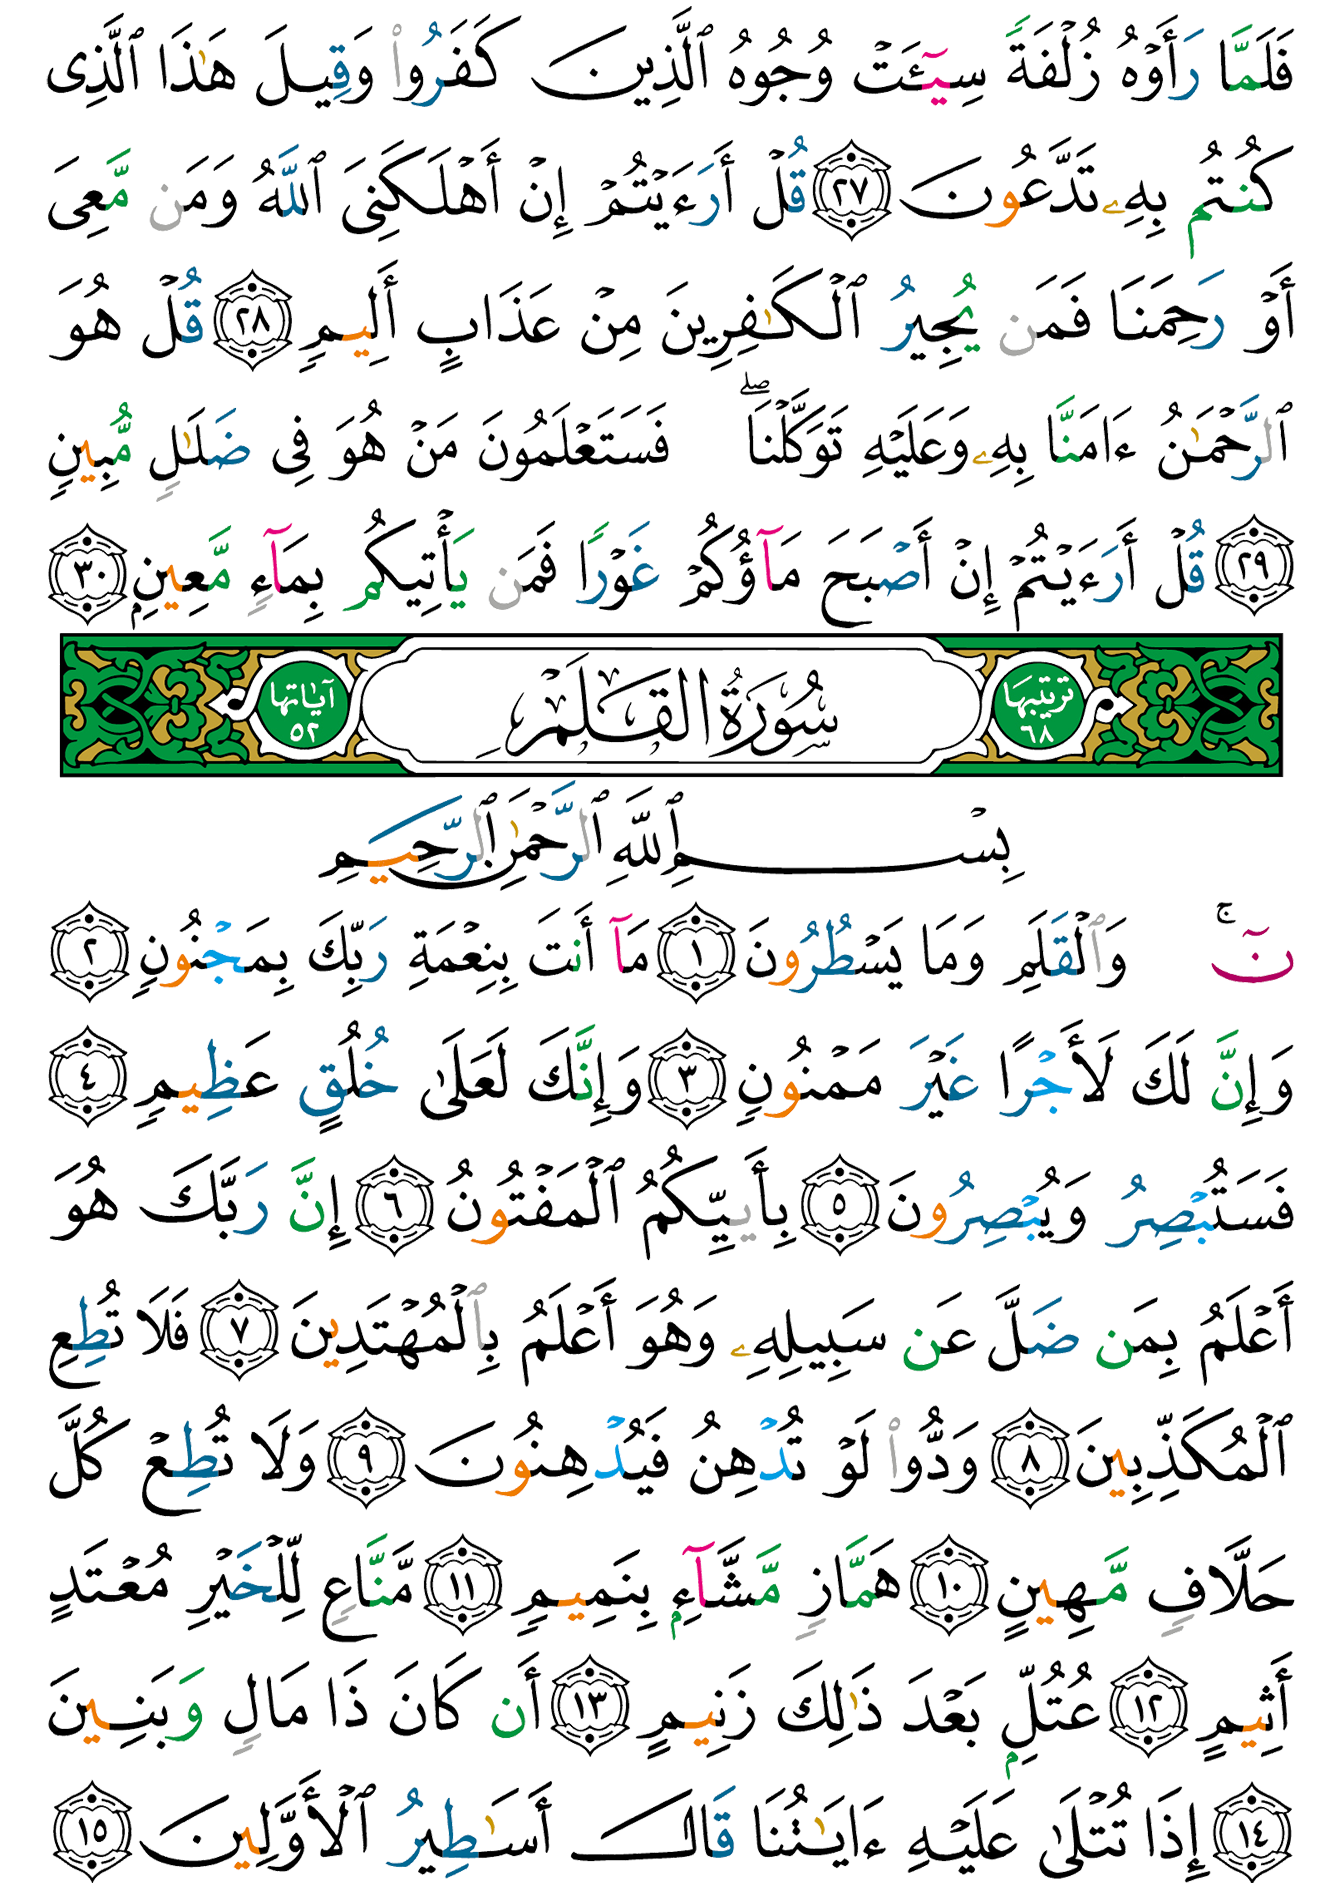 فَلَمَّا رَأَوْهُ زُلْفَةً سِيٓـَٔتْ وُجُوهُ ٱلَّذِينَ كَفَرُوا۟ وَقِيلَ هَٰذَا ٱلَّذِى
كُنتُم بِهِۦ تَدَّعُونَ ٢٧ قُلْ أَرَءَيْتُمْ إِنْ أَهْلَكَنِىَ ٱللَّهُ وَمَن مَّعِىَ
أَوْ رَحِمَنَا فَمَن يُجِيرُ ٱلْكَٰفِرِينَ مِنْ عَذَابٍ أَلِيمٍ ٢٨ قُلْ هُوَ
ٱلرَّحْمَٰنُ ءَامَنَّا بِهِۦ وَعَلَيْهِ تَوَكَّلْنَا ۖ فَسَتَعْلَمُونَ مَنْ هُوَ فِى ضَلَٰلٍ مُّبِينٍ
٢٩ قُلْ أَرَءَيْتُمْ إِنْ أَصْبَحَ مَآؤُكُمْ غَوْرًا فَمَن يَأْتِيكُم بِمَآءٍ مَّعِينٍۭ ٣٠
ترتيبها ٦٨ سُورَةُ القَلَمِ آيَاتها ٥٢
بِسْمِ ٱللَّهِ ٱلرَّحْمَٰنِ ٱلرَّحِيمِ
نٓ ۚ وَٱلْقَلَمِ وَمَا يَسْطُرُونَ ١ مَآ أَنتَ بِنِعْمَةِ رَبِّكَ بِمَجْنُونٍ ٢
وَإِنَّ لَكَ لَأَجْرًا غَيْرَ مَمْنُونٍ ٣ وَإِنَّكَ لَعَلَىٰ خُلُقٍ عَظِيمٍ ٤
فَسَتُبْصِرُ وَيُبْصِرُونَ ٥ بِأَييِّكُمُ ٱلْمَفْتُونُ ٦ إِنَّ رَبَّكَ هُوَ
أَعْلَمُ بِمَن ضَلَّ عَن سَبِيلِهِۦ وَهُوَ أَعْلَمُ بِٱلْمُهْتَدِينَ ٧ فَلَا تُطِعِ
ٱلْمُكَذِّبِينَ ٨ وَدُّوا۟ لَوْ تُدْهِنُ فَيُدْهِنُونَ ٩ وَلَا تُطِعْ كُلَّ
حَلَّافٍ مَّهِينٍ ١٠ هَمَّازٍ مَّشَّآءٍۭ بِنَمِيمٍ ١١ مَّنَّاعٍ لِّلْخَيْرِ مُعْتَدٍ
أَثِيمٍ ١٢ عُتُلٍّۭ بَعْدَ ذَٰلِكَ زَنِيمٍ ١٣ أَن كَانَ ذَا مَالٍ وَبَنِينَ
١٤ إِذَا تُتْلَىٰ عَلَيْهِ ءَايَٰتُنَا قَالَ أَسَٰطِيرُ ٱلْأَوَّلِينَ ١٥